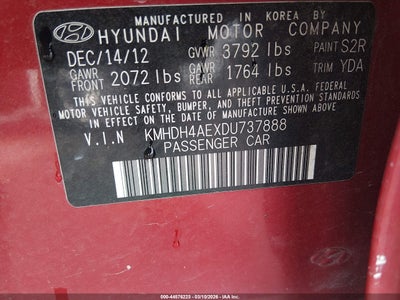 MANUFACTURED IN KOREA BY
HYUNDAI MOTOR COMPANY
DEC/14/12 GVWR 3792 lbs PAINT S2R
GAWR FRONT 2072 lbs GAWR REAR 1764 lbs TRIM YDA
THIS VEHICLE CONFORMS TO ALL APPLICABLE U.S.A. FEDERAL
MOTOR VEHICLE SAFETY, BUMPER, AND THEFT PREVENTION STANDARDS
IN EFFECT ON THE DATE OF MANUFACTURE SHOWN ABOVE.
V.I.N KMHDH4AEXDU737888
PASSENGER CAR
000-44576223 - 03/10/2026 - IAA, Inc.